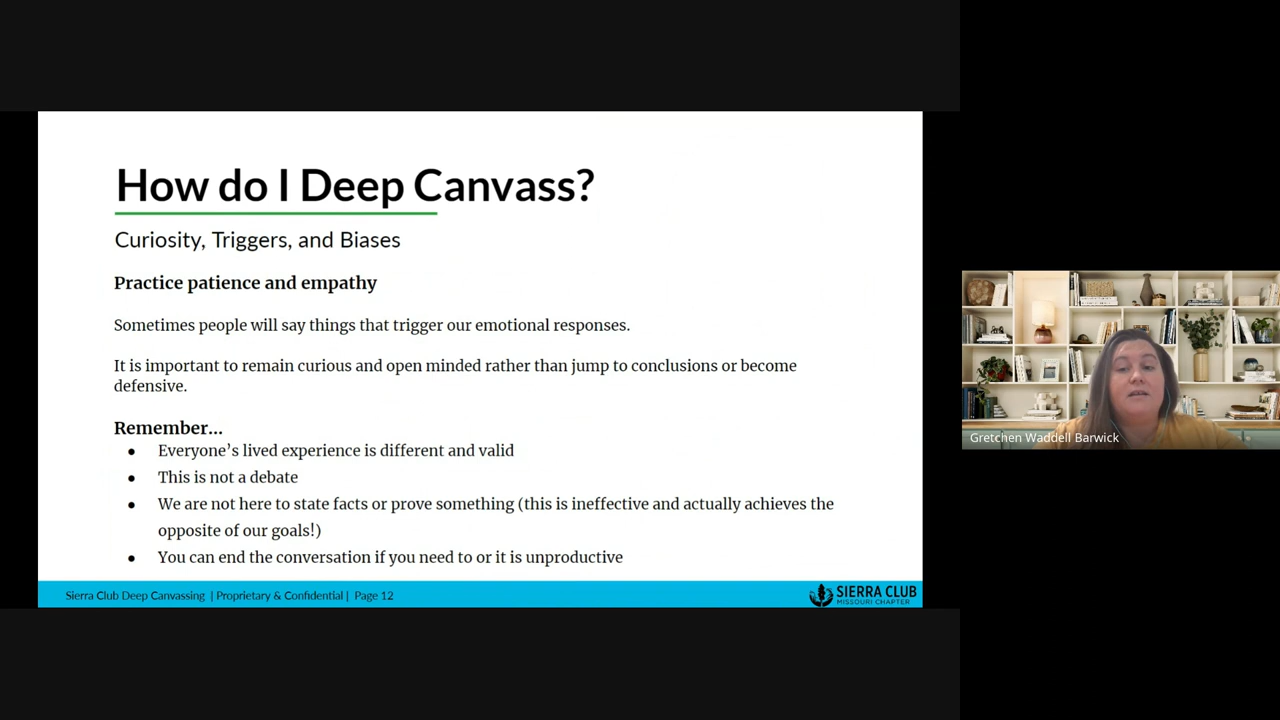 How do I Deep Canvass?
Curiosity, Triggers, and Biases
Practice patience and empathy
Sometimes people will say things that trigger our emotional responses.
It is important to remain curious and open minded rather than jump to conclusions or become
defensive.
Remember...
● Everyone’s lived experience is different and valid
● This is not a debate
● We are not here to state facts or prove something (this is ineffective and actually achieves the
opposite of our goals!)
● You can end the conversation if you need to or it is unproductive
Sierra Club Deep Canvassing | Proprietary & Confidential | Page 12
SIERRA CLUB
MISSOURI CHAPTER
Gretchen Waddell Barwick